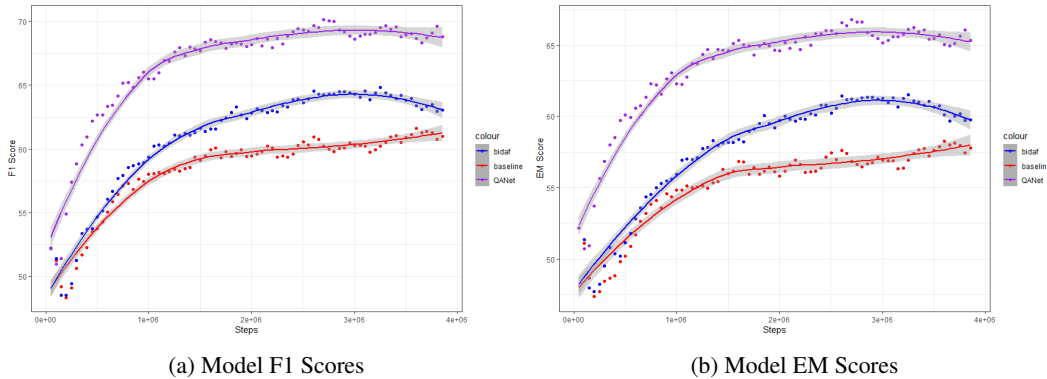 70
65
60
55
50
F1 Score
0e+00
1e+06
2e+06
3e+06
4e+06
Steps
colour
bidaf
baseline
QANet
(a) Model F1 Scores
65
60
55
50
EM Score
0e+00
1e+06
2e+06
3e+06
4e+06
Steps
colour
bidaf
baseline
QANet
(b) Model EM Scores